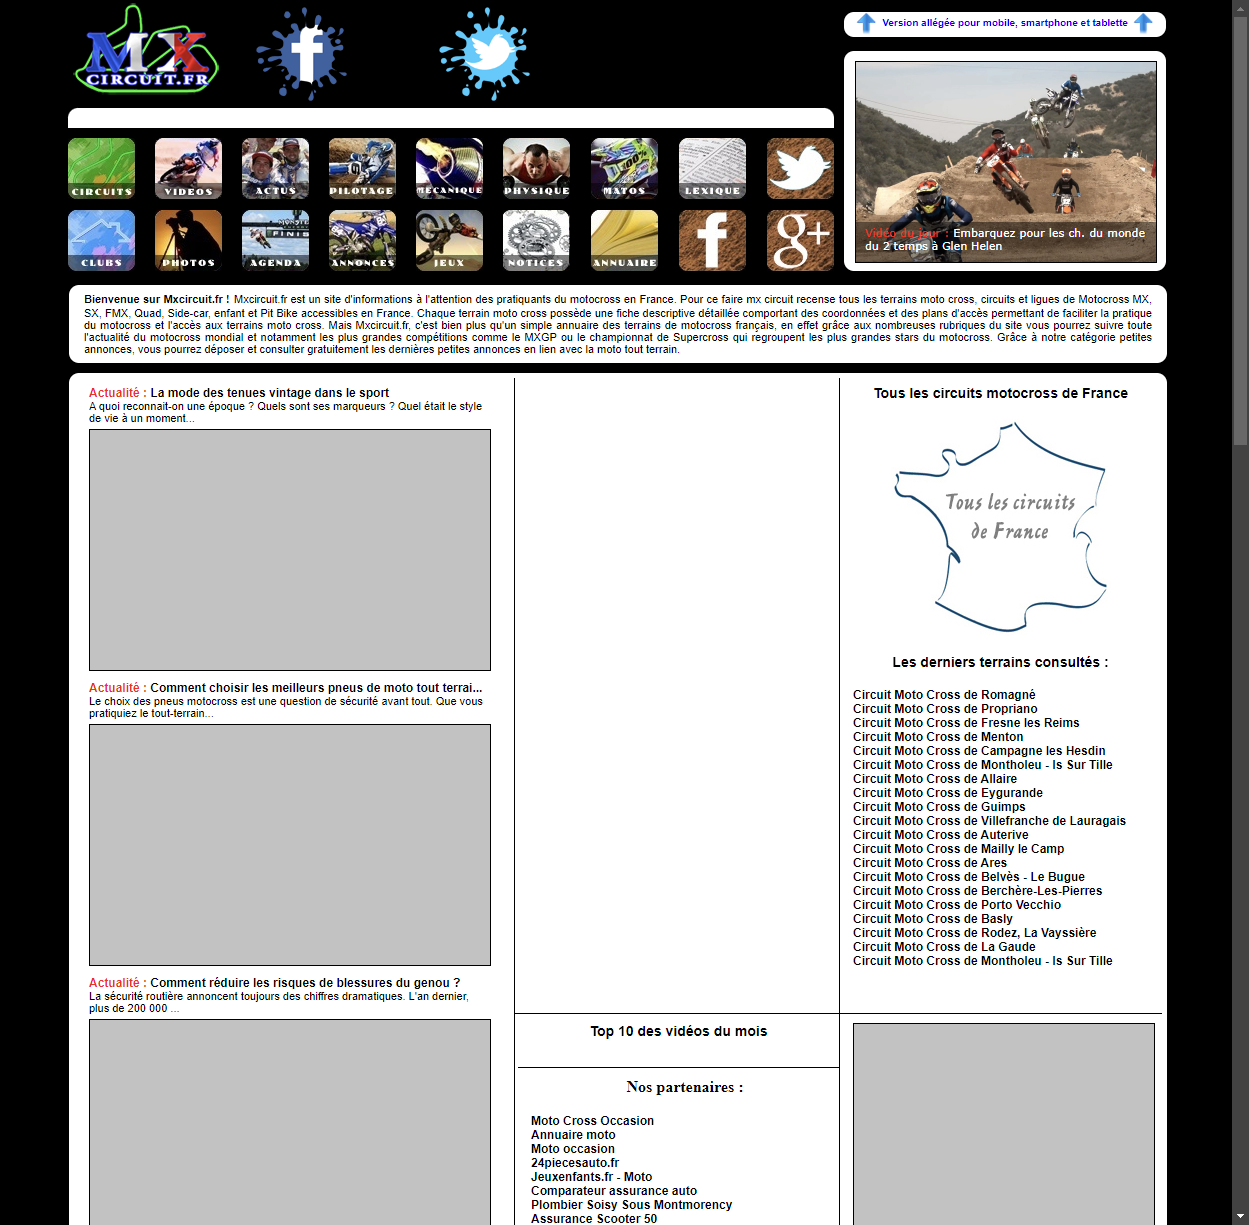 MX
CIRCUIT.FR
Version allégée pour mobile, smartphone et tablette
CIRCUITS
VIDEOS
ACTUS
PILOTAGE
MECANIQUE
PHYSIQUE
MATOS
LEXIQUE
CLUBS
PHOTOS
AGENDA
ANNONCES
JEUX
NOTICES
ANNUAIRE
Vidéo du jour : Embarquez pour les ch. du monde
du 2 temps à Glen Helen
Bienvenue sur Mxcircuit.fr ! Mxcircuit.fr est un site d'informations à l'attention des pratiquants du motocross en France. Pour ce faire mx circuit recense tous les terrains moto cross, circuits et ligues de Motocross MX,
SX, FMX, Quad, Side-car, enfant et Pit Bike accessibles en France. Chaque terrain moto cross possède une fiche descriptive détaillée comportant des coordonnées et des plans d'accès permettant de faciliter la pratique
du motocross et l'accès aux terrains moto cross. Mais Mxcircuit.fr, c'est bien plus qu'un simple annuaire des terrains de motocross français, en effet grâce aux nombreuses rubriques du site vous pourrez suivre toute
l'actualité du motocross mondial et notamment les plus grandes compétitions comme le MXGP ou le championnat de Supercross qui régroupent les plus grandes stars du motocross. Grâce à notre catégorie petites
annonces, vous pourrez déposer et consulter gratuitement les dernières petites annonces en lien avec la moto tout terrain.
Actualité : La mode des tenues vintage dans le sport
A quoi reconnait-on une époque ? Quels sont ses marqueurs ? Quel était le style
de vie à un moment...
Actualité : Comment choisir les meilleurs pneus de moto tout terrai...
Le choix des pneus motocross est une question de sécurité avant tout. Que vous
pratiquiez le tout-terrain...
Actualité : Comment réduire les risques de blessures du genou ?
La sécurité routière annoncent toujours des chiffres dramatiques. L'an dernier,
plus de 200 000 ...
Top 10 des vidéos du mois
Nos partenaires :
Moto Cross Occasion
Annuaire moto
Moto occasion
24piecesauto.fr
Jeuxenfants.fr - Moto
Comparateur assurance auto
Plombier Soisy Sous Montmorency
Assurance Scooter 50
Tous les circuits motocross de France
Tous les circuits
de France
Les derniers terrains consultés :
Circuit Moto Cross de Romagné
Circuit Moto Cross de Propriano
Circuit Moto Cross de Fresne les Reims
Circuit Moto Cross de Menton
Circuit Moto Cross de Campagne les Hesdin
Circuit Moto Cross de Montholeu - Is Sur Tille
Circuit Moto Cross de Allaire
Circuit Moto Cross de Eygurande
Circuit Moto Cross de Guimps
Circuit Moto Cross de Villefranche de Lauragais
Circuit Moto Cross de Auterive
Circuit Moto Cross de Mailly le Camp
Circuit Moto Cross de Ares
Circuit Moto Cross de Belvès - Le Bugue
Circuit Moto Cross de Berchère-Les-Pierres
Circuit Moto Cross de Porto Vecchio
Circuit Moto Cross de Basly
Circuit Moto Cross de Rodez, La Vayssière
Circuit Moto Cross de La Gaude
Circuit Moto Cross de Montholeu - Is Sur Tille